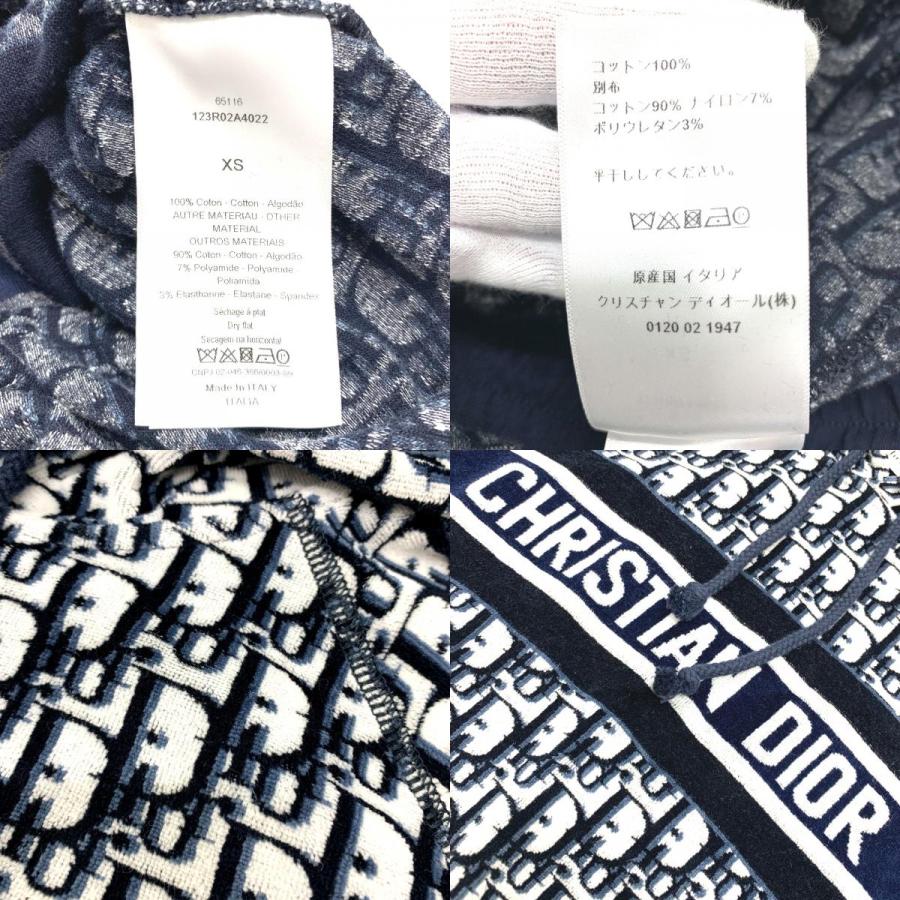 65116
123R02A4022
XS
100% Coton - Cotton - Algodão
AUTRE MATERIAU - OTHER
MATERIAL
OUTROS MATERIAIS
90% Coton - Cotton - Algodão
7% Polyamide - Polyamide -
Poliamida
3% Elasthanne - Elastane - Spandex
Séchage à plat
Dry flat
Secagem na horizontal
Made in ITALY
ITALIA
コットン100%
別布
コットン90% ナイロン7%
ポリウレタン3%
平干ししてください。
原産国 イタリア
クリスチャン ディオール(株)
0120 02 1947
CHRISTIAN DIOR